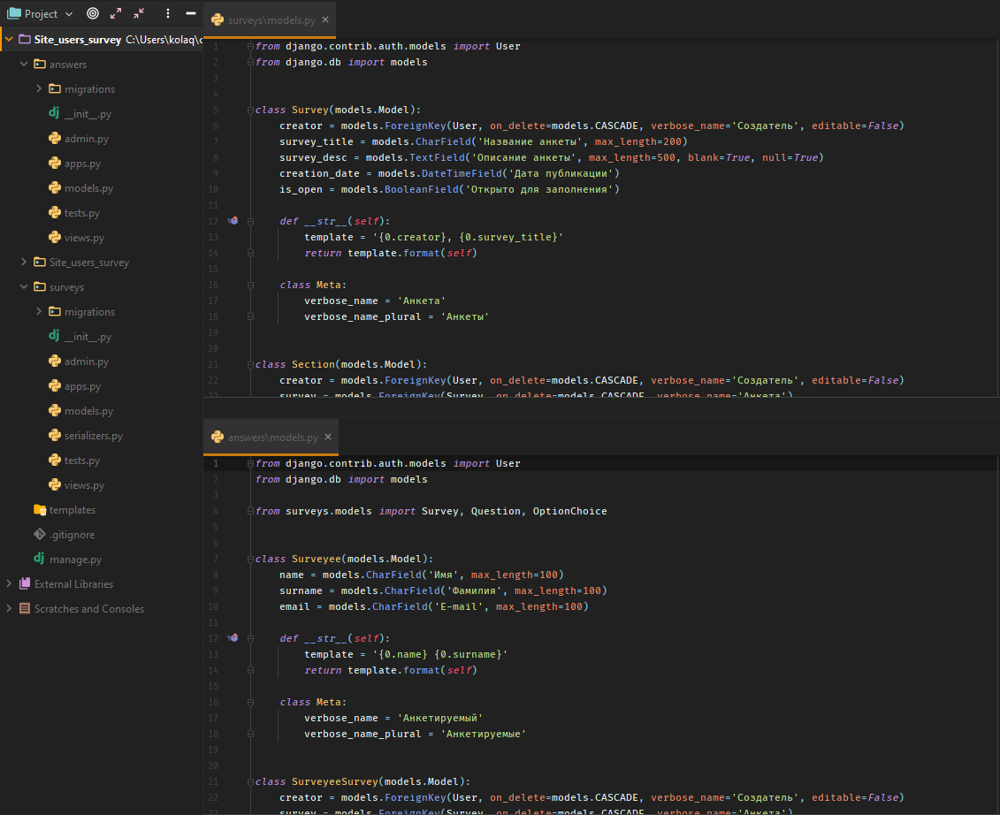 Project
Site_users_survey C:\Users\kolaq\
answers
migrations
__init__.py
admin.py
apps.py
models.py
tests.py
views.py
Site_users_survey
surveys
migrations
__init__.py
admin.py
apps.py
models.py
serializers.py
tests.py
views.py
templates
.gitignore
manage.py
External Libraries
Scratches and Consoles
surveys\models.py
1 from django.contrib.auth.models import User
2 from django.db import models
3
4
5 class Survey(models.Model):
6 creator = models.ForeignKey(User, on_delete=models.CASCADE, verbose_name='Создатель', editable=False)
7 survey_title = models.CharField('Название анкеты', max_length=200)
8 survey_desc = models.TextField('Описание анкеты', max_length=500, blank=True, null=True)
9 creation_date = models.DateTimeField('Дата публикации')
10 is_open = models.BooleanField('Открыто для заполнения')
11
12 def __str__(self):
13 template = '{0.creator}, {0.survey_title}'
14 return template.format(self)
15
16 class Meta:
17 verbose_name = 'Анкета'
18 verbose_name_plural = 'Анкеты'
19
20
21 class Section(models.Model):
22 creator = models.ForeignKey(User, on_delete=models.CASCADE, verbose_name='Создатель', editable=False)
23 survey = models.ForeignKey(Survey, on_delete=models.CASCADE, verbose_name='Анкета')
answers\models.py
1 from django.contrib.auth.models import User
2 from django.db import models
3
4 from surveys.models import Survey, Question, OptionChoice
5
6
7 class Surveyee(models.Model):
8 name = models.CharField('Имя', max_length=100)
9 surname = models.CharField('Фамилия', max_length=100)
10 email = models.CharField('E-mail', max_length=100)
11
12 def __str__(self):
13 template = '{0.name} {0.surname}'
14 return template.format(self)
15
16 class Meta:
17 verbose_name = 'Анкетируемый'
18 verbose_name_plural = 'Анкетируемые'
19
20
21 class SurveyeeSurvey(models.Model):
22 creator = models.ForeignKey(User, on_delete=models.CASCADE, verbose_name='Создатель', editable=False)
23 survey = models.ForeignKey(Survey, on_delete=models.CASCADE, verbose_name='Анкета')